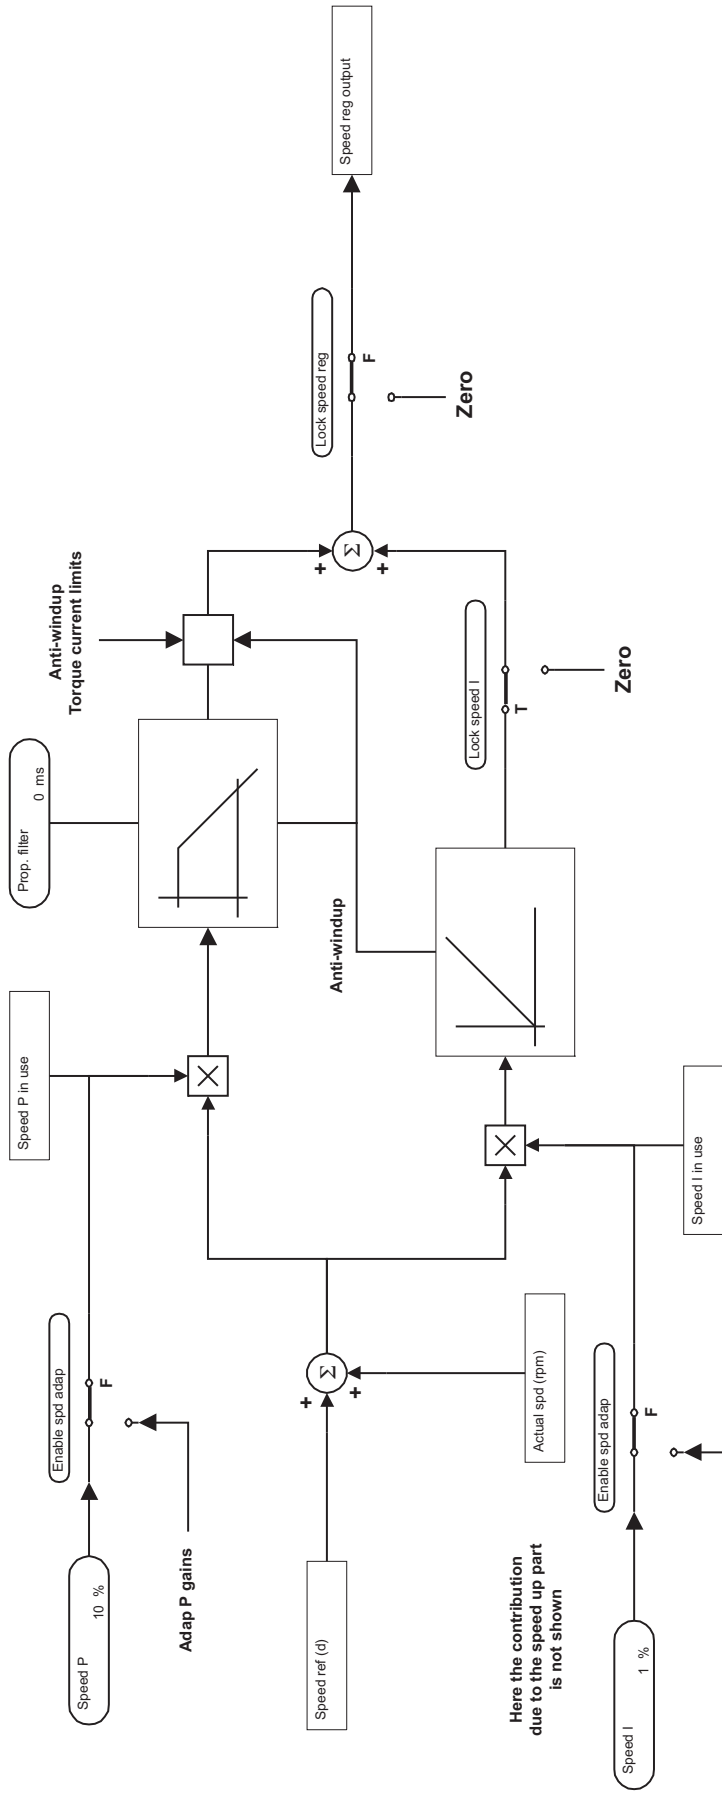 Speed P
10 %
Adap P gains
Enable spd adap
F
Speed P in use
Prop. filter
0 ms
Anti-windup
Torque current limits
Speed ref (d)
+
+
Σ
Actual spd (rpm)
Anti-windup
Here the contribution
due to the speed up part
is not shown
Speed I
1 %
Enable spd adap
F
Speed I in use
Lock speed I
T
Zero
+
+
Σ
Lock speed reg
F
Zero
Speed reg output